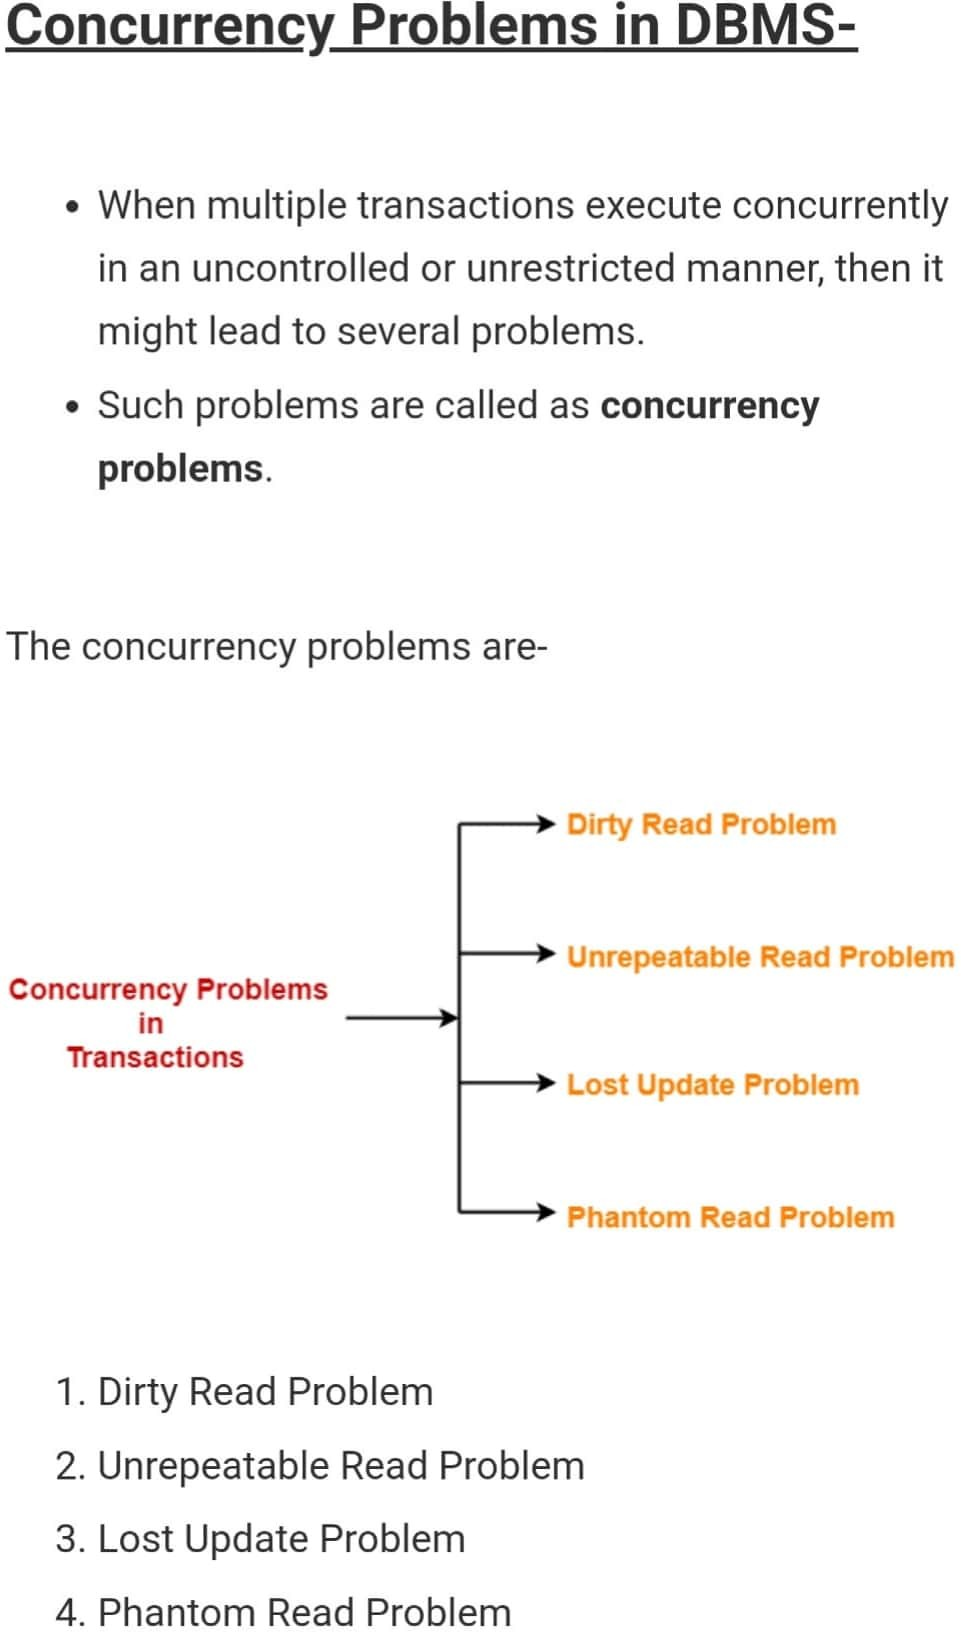 Concurrency Problems in DBMS-
• When multiple transactions execute concurrently
in an uncontrolled or unrestricted manner, then it
might lead to several problems.
• Such problems are called as concurrency
problems.
The concurrency problems are-
Dirty Read Problem
Unrepeatable Read Problem
Concurrency Problems
in
Transactions
Lost Update Problem
Phantom Read Problem
1. Dirty Read Problem
2. Unrepeatable Read Problem
3. Lost Update Problem
4. Phantom Read Problem